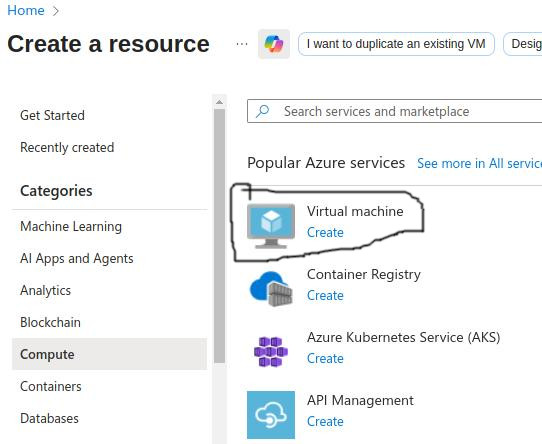 Home
Create a resource
... I want to duplicate an existing VM Desig
Get Started
Recently created
Categories
Machine Learning
AI Apps and Agents
Analytics
Blockchain
Compute
Containers
Databases
Search services and marketplace
Popular Azure services See more in All service
Virtual machine
Create
Container Registry
Create
Azure Kubernetes Service (AKS)
Create
API Management
Create